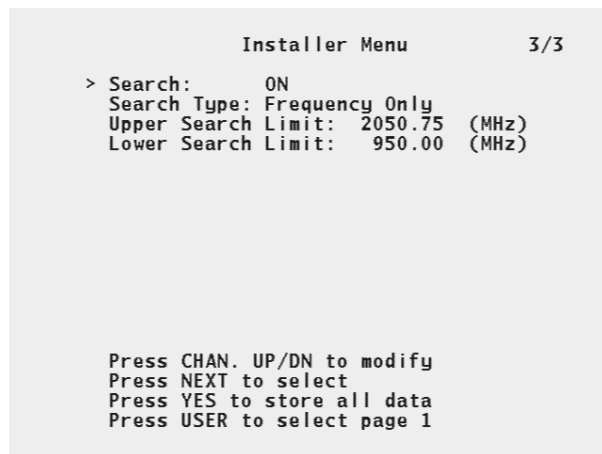 Installer Menu 3/3
> Search: ON
Search Type: Frequency Only
Upper Search Limit: 2050.75 (MHz)
Lower Search Limit: 950.00 (MHz)
Press CHAN. UP/DN to modify
Press NEXT to select
Press YES to store all data
Press USER to select page 1